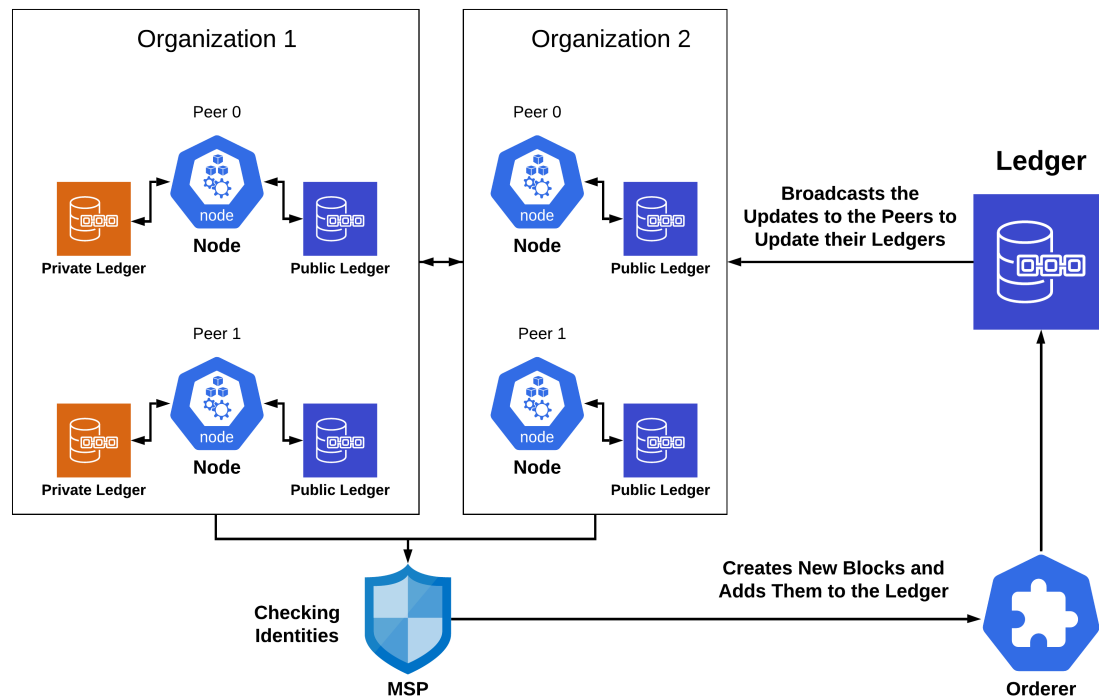 Organization 1
Organization 2
Peer 0
Peer 0
node
node
Node
Node
Private Ledger
Public Ledger
Public Ledger
Peer 1
Peer 1
node
node
Node
Node
Private Ledger
Public Ledger
Public Ledger
Ledger
Broadcasts the
Updates to the Peers to
Update their Ledgers
Checking
Identities
MSP
Creates New Blocks and
Adds Them to the Ledger
Orderer